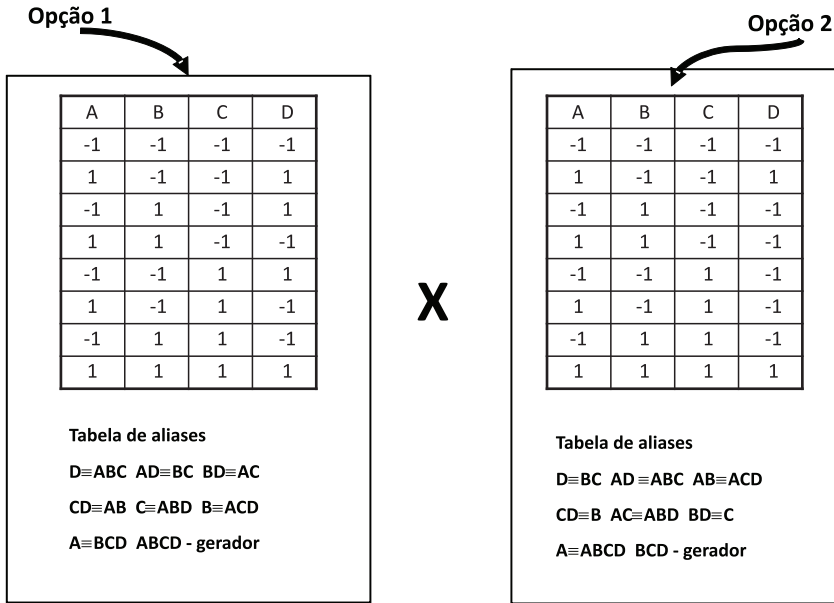 Opção 1
Opção 2
A B C D
-1 -1 -1 -1
1 -1 -1 1
-1 1 -1 1
1 1 -1 -1
-1 -1 1 1
1 -1 1 -1
-1 1 1 -1
1 1 1 1
Tabela de aliases
D≡ABC AD≡BC BD≡AC
CD≡AB C≡ABD B≡ACD
A≡BCD ABCD - gerador
X
A B C D
-1 -1 -1 -1
1 -1 -1 1
-1 1 -1 -1
1 1 -1 -1
-1 -1 1 -1
1 -1 1 -1
-1 1 1 -1
1 1 1 1
Tabela de aliases
D≡BC AD ≡ABC AB≡ACD
CD≡B AC≡ABD BD≡C
A≡ABCD BCD - gerador